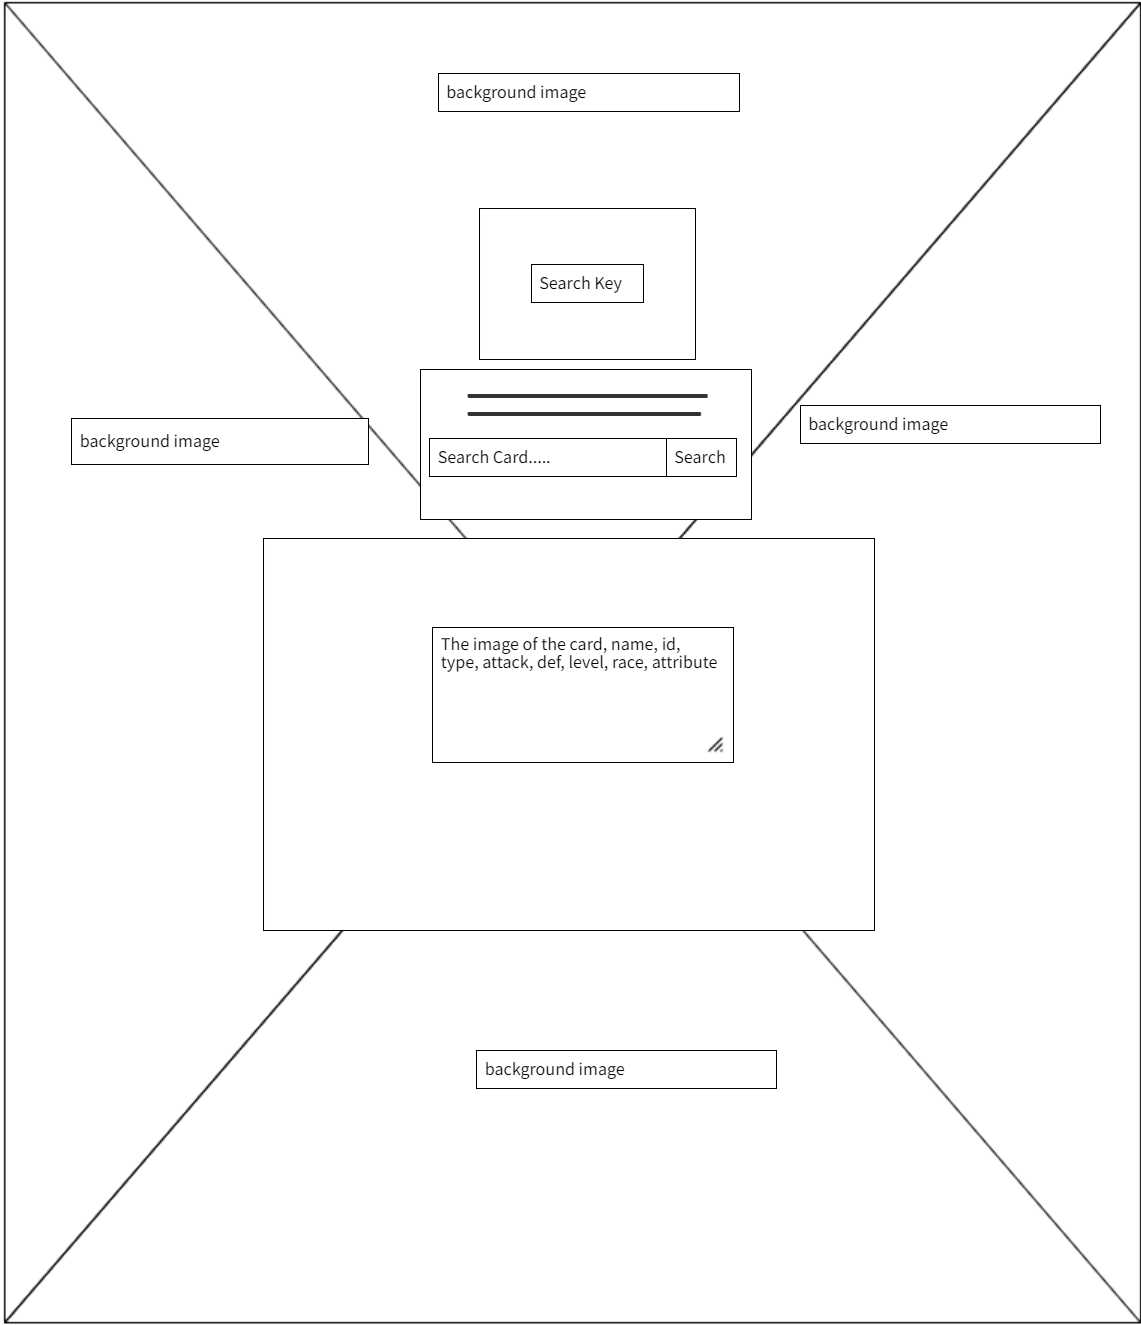 background image
Search Key
background image
background image
Search Card.....
Search
The image of the card, name, id,
type, attack, def, level, race, attribute
background image